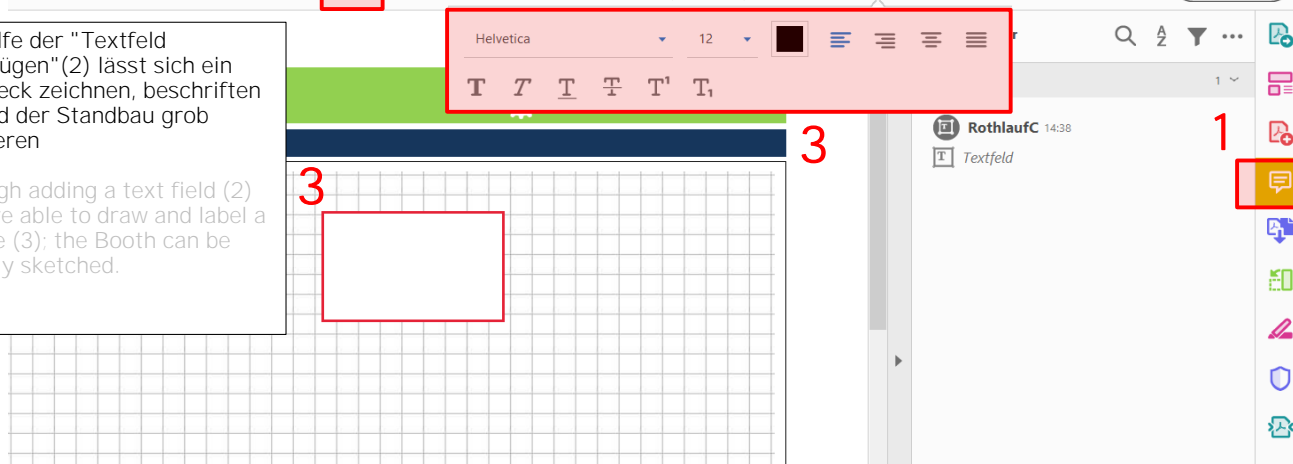 lfe der "Textfeld
ügen"(2) lässt sich ein
eck zeichnen, beschriften
d der Standbau grob
eren
gh adding a text field (2)
e able to draw and label a
e (3); the Booth can be
y sketched.
Helvetica 12
T T T T T¹ T₁
r
1
RothlaufC 14:38
Textfeld
1
3
3